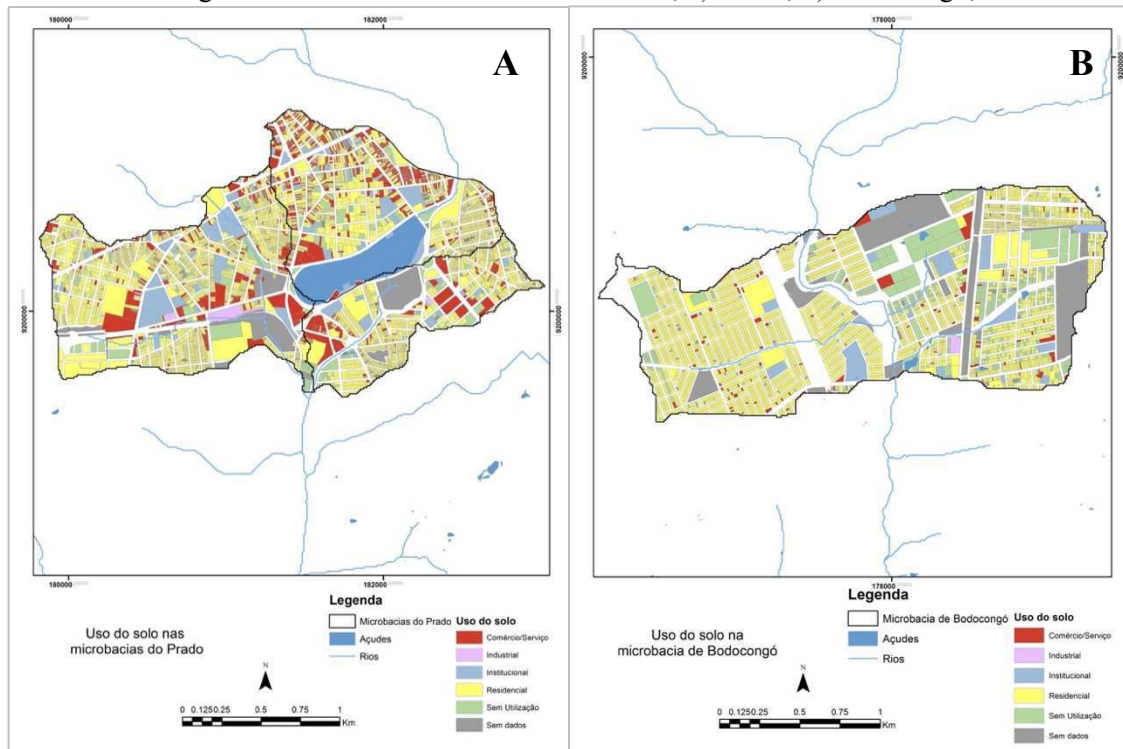 A
180000
182000
9200000
9200000
180000
182000
Uso do solo nas
microbacias do Prado
N
0 0.125 0.25 0.5 0.75 1
Km
Legenda
Microbacias do Prado
Açudes
Rios
Uso do solo
Comércio/Serviço
Industrial
Institucional
Residencial
Sem Utilização
Sem dados
B
178000
9200000
9200000
178000
Uso do solo na
microbacia de Bodocongó
N
0 0.125 0.25 0.5 0.75 1
Km
Legenda
Microbacia de Bodocongó
Açudes
Rios
Uso do solo
Comércio/Serviço
Industrial
Institucional
Residencial
Sem Utilização
Sem dados